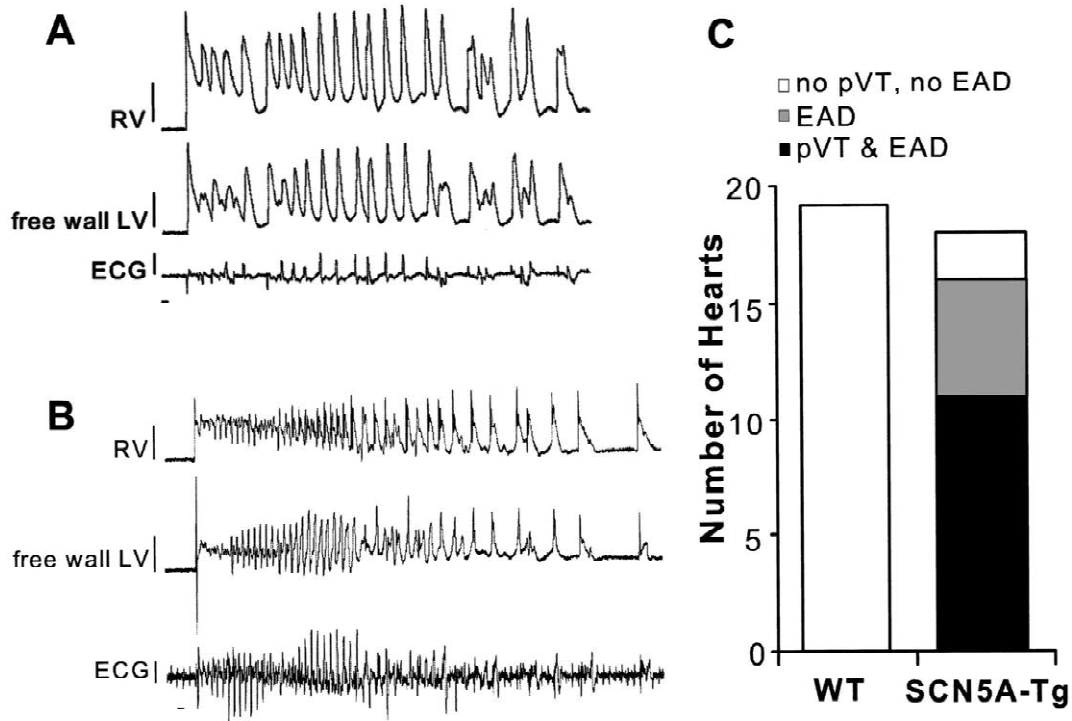 A
RV
free wall LV
ECG
B
RV
free wall LV
ECG
C
no pVT, no EAD
EAD
pVT & EAD
Number of Hearts
20
15
10
5
0
WT
SCN5A-Tg